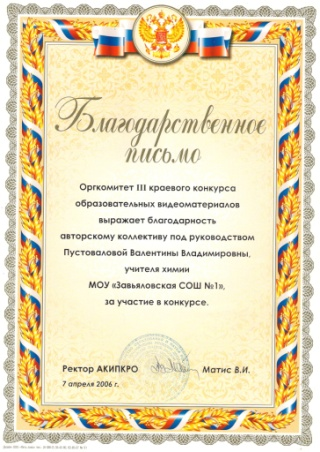 Благодарственное
письмо
Оргкомитет III краевого конкурса
образовательных видеоматериалов
выражает благодарность
авторскому коллективу под руководством
Пустоваловой Валентины Владимировны,
учителя химии
МОУ «Завьяловская СОШ №1»,
за участие в конкурсе.
Ректор АКИПКРО Матис В.И.
7 апреля 2006 г.